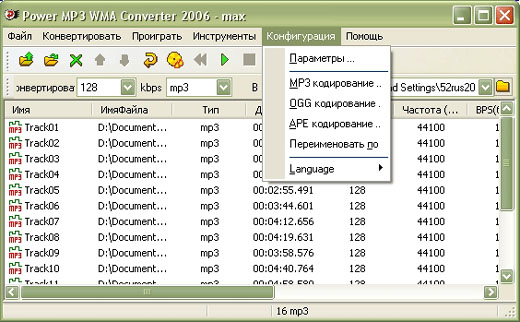 Power MP3 WMA Converter 2006 - max
Файл Конвертировать Проиграть Инструменты Конфигурация Помощь
конвертирова 128 kbps mp3 В nd Settings\52rus20
Имя ИмяФайла Тип Д Частота (... BPS(б
Параметры ...
MP3 кодирование ..
OGG кодирование .
APE кодирование ..
Переименовать по
Language
Track01 D:\Document... mp3 44100 1
Track02 D:\Document... mp3 44100 1
Track03 D:\Document... mp3 44100 1
Track04 D:\Document... mp3 44100 1
Track05 D:\Document... mp3 00:02:55.491 128 44100 1
Track06 D:\Document... mp3 00:03:44.601 128 44100 1
Track07 D:\Document... mp3 00:04:12.656 128 44100 1
Track08 D:\Document... mp3 00:04:19.631 128 44100 1
Track09 D:\Document... mp3 00:03:58.576 128 44100 1
Track10 D:\Document... mp3 00:04:40.764 128 44100 1
Track11 D:\Document... mp3 00:04:58.580 128 44100 1
16 mp3